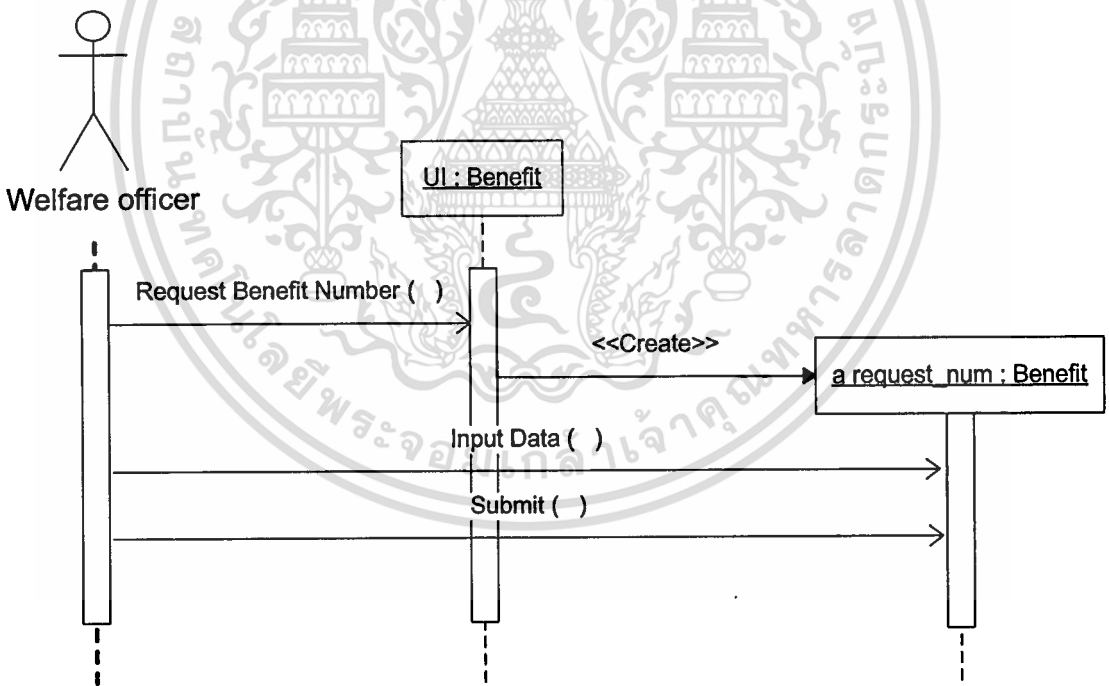 Welfare officer
UI : Benefit
Request Benefit Number (   )
<<Create>>
a request_num : Benefit
Input Data (   )
Submit (   )